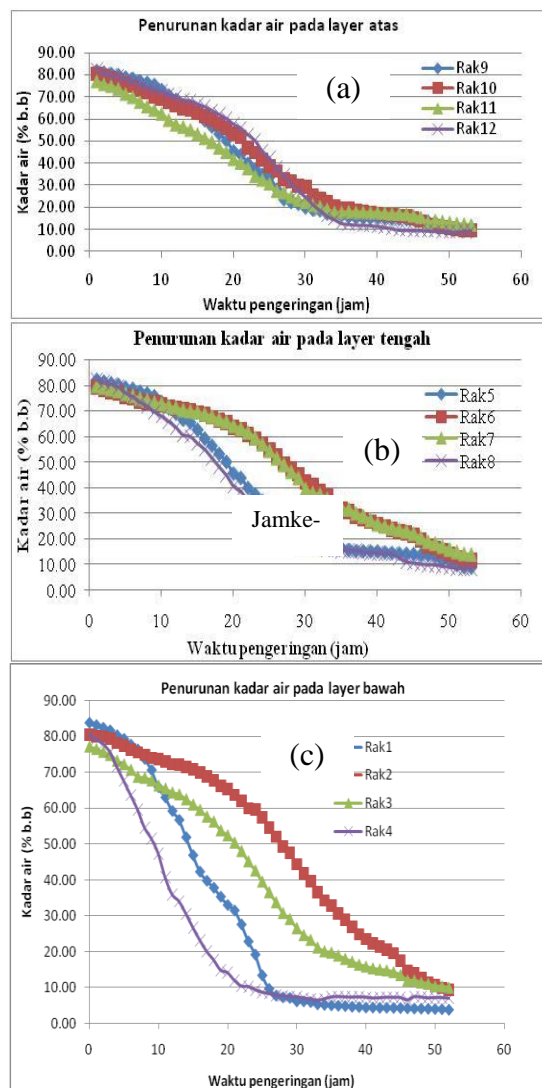 Penurunan kadar air pada layer atas
90.00
80.00
70.00
60.00
50.00
40.00
30.00
20.00
10.00
0.00
Kadar air (% b.b)
(a)
Rak9
Rak10
Rak11
Rak12
0 10 20 30 40 50 60
Waktu pengeringan (jam)
Penurunan kadar air pada layer tengah
90.00
80.00
70.00
60.00
50.00
40.00
30.00
20.00
10.00
0.00
Kadar air (% b.b)
(b)
Rak5
Rak6
Rak7
Rak8
Jamke-
0 10 20 30 40 50 60
Waktu pengeringan (jam)
Penurunan kadar air pada layer bawah
90.00
80.00
70.00
60.00
50.00
40.00
30.00
20.00
10.00
0.00
Kadar air (% b.b)
(c)
Rak1
Rak2
Rak3
Rak4
0 10 20 30 40 50 60
Waktu pengeringan (jam)